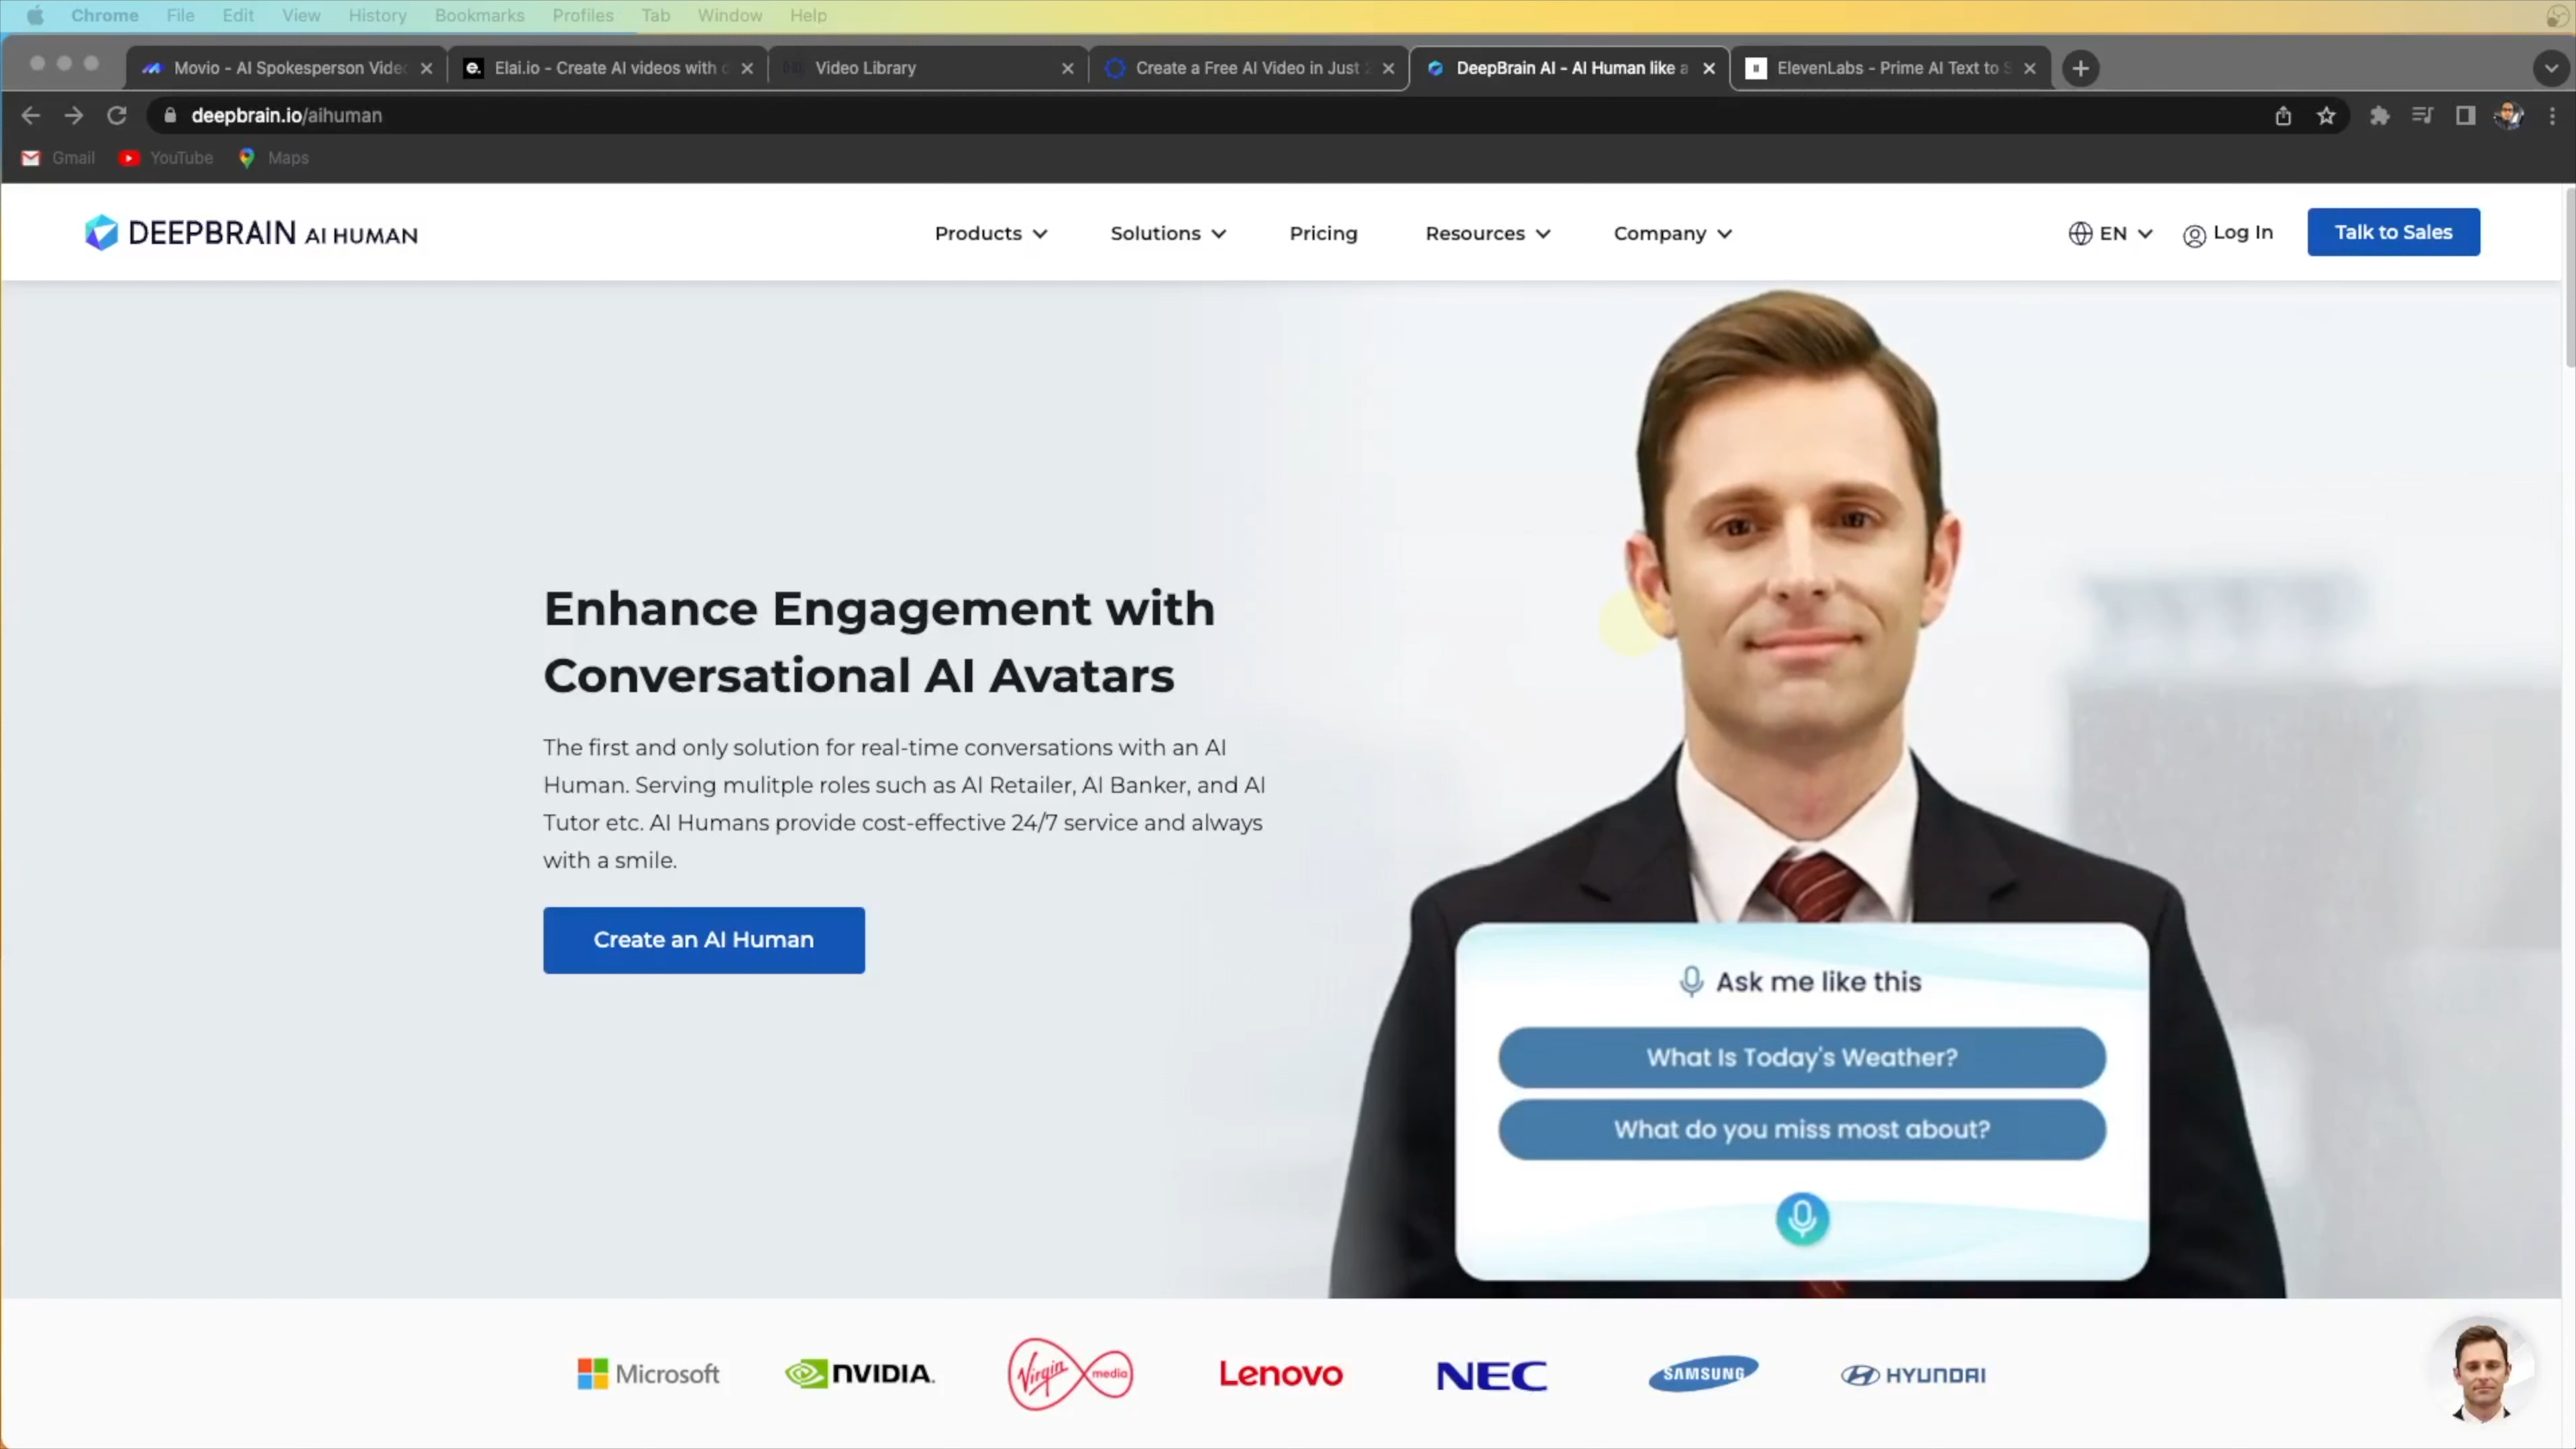 Chrome File Edit View History Bookmarks Profiles Tab Window Help
Movio - AI Spokesperson Vide
Elai.io - Create AI videos with
Video Library
Create a Free AI Video in Just 2
DeepBrain AI - AI Human like a
ElevenLabs - Prime AI Text to S
deepbrain.io/aihuman
Gmail YouTube Maps
DEEPBRAIN AI HUMAN
Products Solutions Pricing Resources Company EN Log In Talk to Sales
Enhance Engagement with
Conversational AI Avatars
The first and only solution for real-time conversations with an AI
Human. Serving mulitple roles such as AI Retailer, AI Banker, and AI
Tutor etc. AI Humans provide cost-effective 24/7 service and always
with a smile.
Create an AI Human
Ask me like this
What Is Today's Weather?
What do you miss most about?
Microsoft NVIDIA. Virgin media Lenovo NEC SAMSUNG HYUNDAI